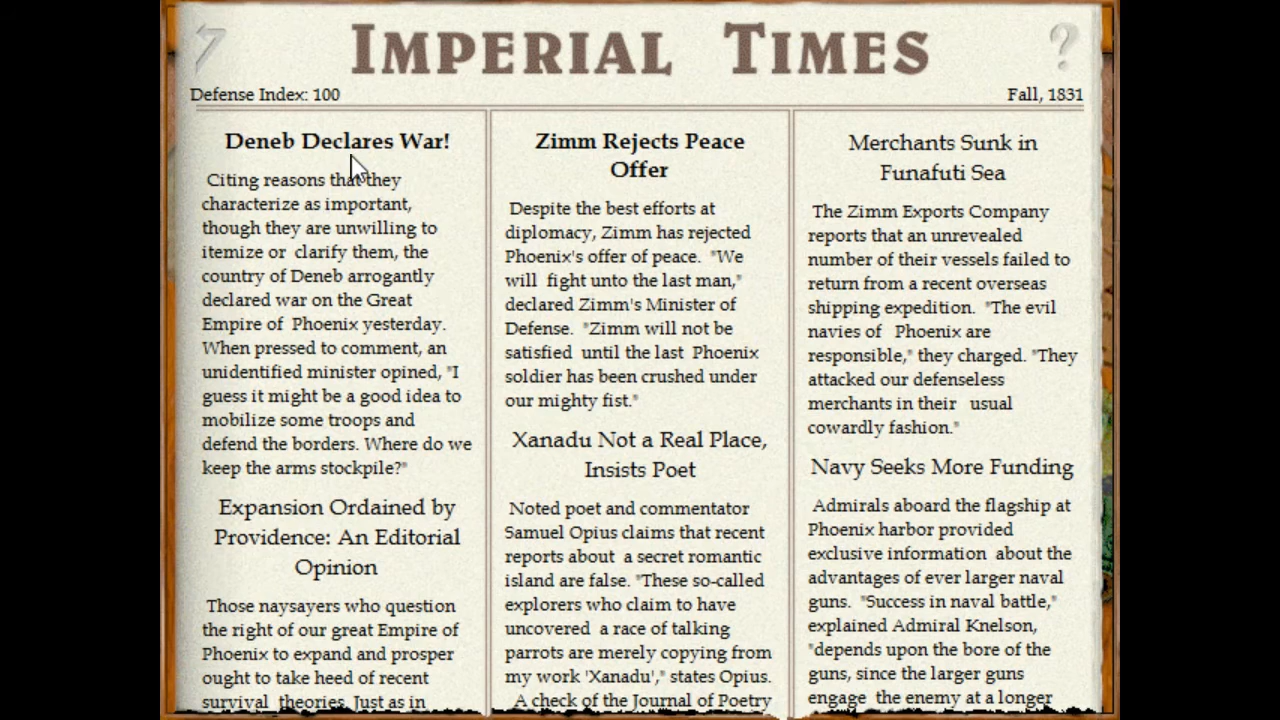 IMPERIAL TIMES
Defense Index: 100
Fall, 1831
Deneb Declares War!
Citing reasons that they
characterize as important,
though they are unwilling to
itemize or clarify them, the
country of Deneb arrogantly
declared war on the Great
Empire of Phoenix yesterday.
When pressed to comment, an
unidentified minister opined, "I
guess it might be a good idea to
mobilize some troops and
defend the borders. Where do we
keep the arms stockpile?"
Expansion Ordained by
Providence: An Editorial
Opinion
Those naysayers who question
the right of our great Empire of
Phoenix to expand and prosper
ought to take heed of recent
survival theories. Just as in
Zimm Rejects Peace
Offer
Despite the best efforts at
diplomacy, Zimm has rejected
Phoenix's offer of peace. "We
will fight unto the last man,"
declared Zimm's Minister of
Defense. "Zimm will not be
satisfied until the last Phoenix
soldier has been crushed under
our mighty fist."
Xanadu Not a Real Place,
Insists Poet
Noted poet and commentator
Samuel Opius claims that recent
reports about a secret romantic
island are false. "These so-called
explorers who claim to have
uncovered a race of talking
parrots are merely copying from
my work 'Xanadu'," states Opius.
A check of the Journal of Poetry
Merchants Sunk in
Funafuti Sea
The Zimm Exports Company
reports that an unrevealed
number of their vessels failed to
return from a recent overseas
shipping expedition. "The evil
navies of Phoenix are
responsible," they charged. "They
attacked our defenseless
merchants in their usual
cowardly fashion."
Navy Seeks More Funding
Admirals aboard the flagship at
Phoenix harbor provided
exclusive information about the
advantages of ever larger naval
guns. "Success in naval battle,"
explained Admiral Knelson,
"depends upon the bore of the
guns, since the larger guns
engage the enemy at a longer